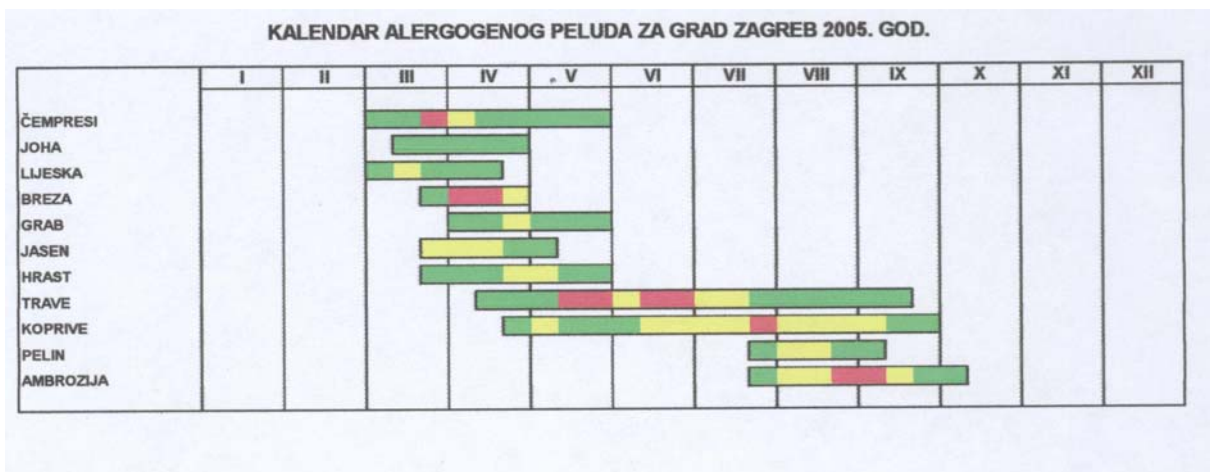 KALENDAR ALERGOGENOG PELUDA ZA GRAD ZAGREB 2005. GOD.
I II III IV V VI VII VIII IX X XI XII
ČEMPRESI
JOHA
LIJESKA
BREZA
GRAB
JASEN
HRAST
TRAVE
KOPRIVE
PELIN
AMBROZIJA